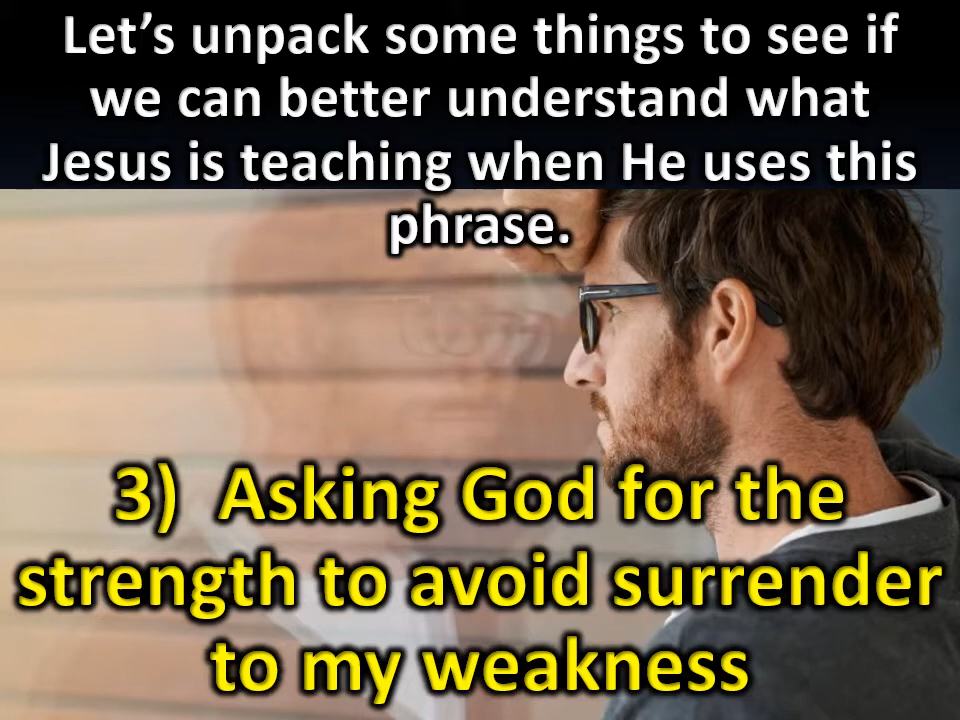 Let’s unpack some things to see if
we can better understand what
Jesus is teaching when He uses this
phrase.
3)  Asking God for the
strength to avoid surrender
to my weakness